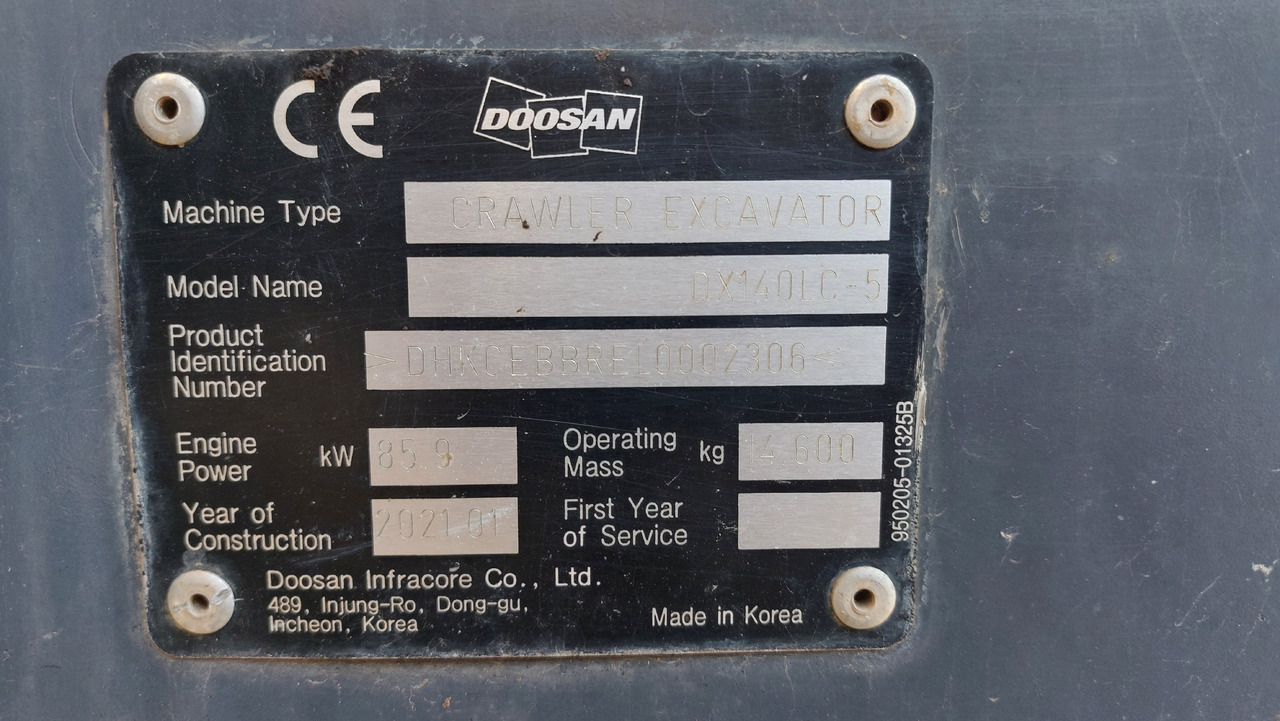 CE DOOSAN
Machine Type CRAWLER EXCAVATOR
Model Name DX140LC-5
Product
Identification
Number >DHKCEBBREL0002306<
Engine
Power kW 85.9
Operating
Mass kg 14 600
Year of
Construction 2021.01
First Year
of Service
950205-01325B
Doosan Infracore Co., Ltd.
489, Injung-Ro, Dong-gu,
Incheon, Korea
Made in Korea